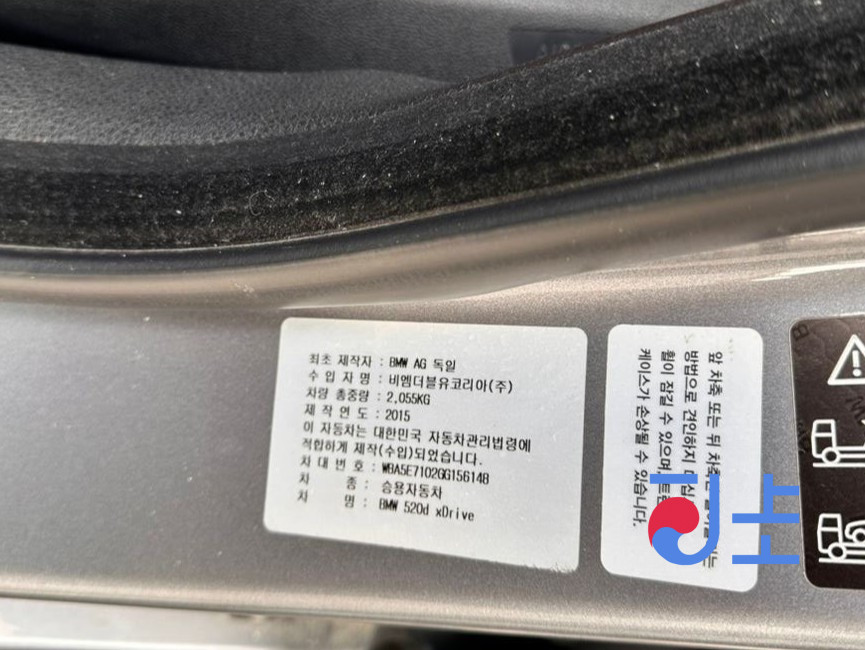 최초 제작자 : BMW AG 독일
수 입 자 명 : 비엠더블유코리아(주)
차량 총중량 : 2,055KG
제 작 연 도 : 2015
이 자동차는 대한민국 자동차관리법령에
적합하게 제작(수입)되었습니다.
차 대 번 호 : WBA5E7102GG156148
차 종 : 승용자동차
차 명 : BMW 520d xDrive
앞 차축 또는 뒤
방법으로 견인하지
휠이 잠길 수 있으며,
케이스가 손상될 수 있습니다.